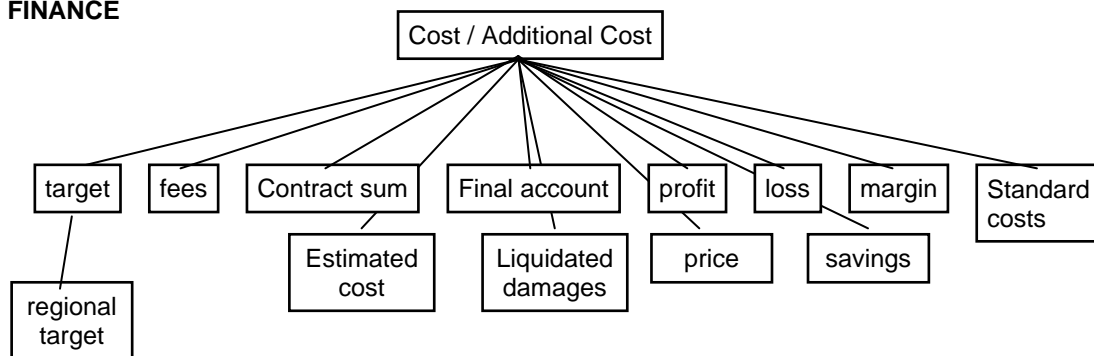 FINANCE
Cost / Additional Cost
target
fees
Contract sum
Final account
profit
loss
margin
Standard
costs
Estimated
cost
Liquidated
damages
price
savings
regional
target